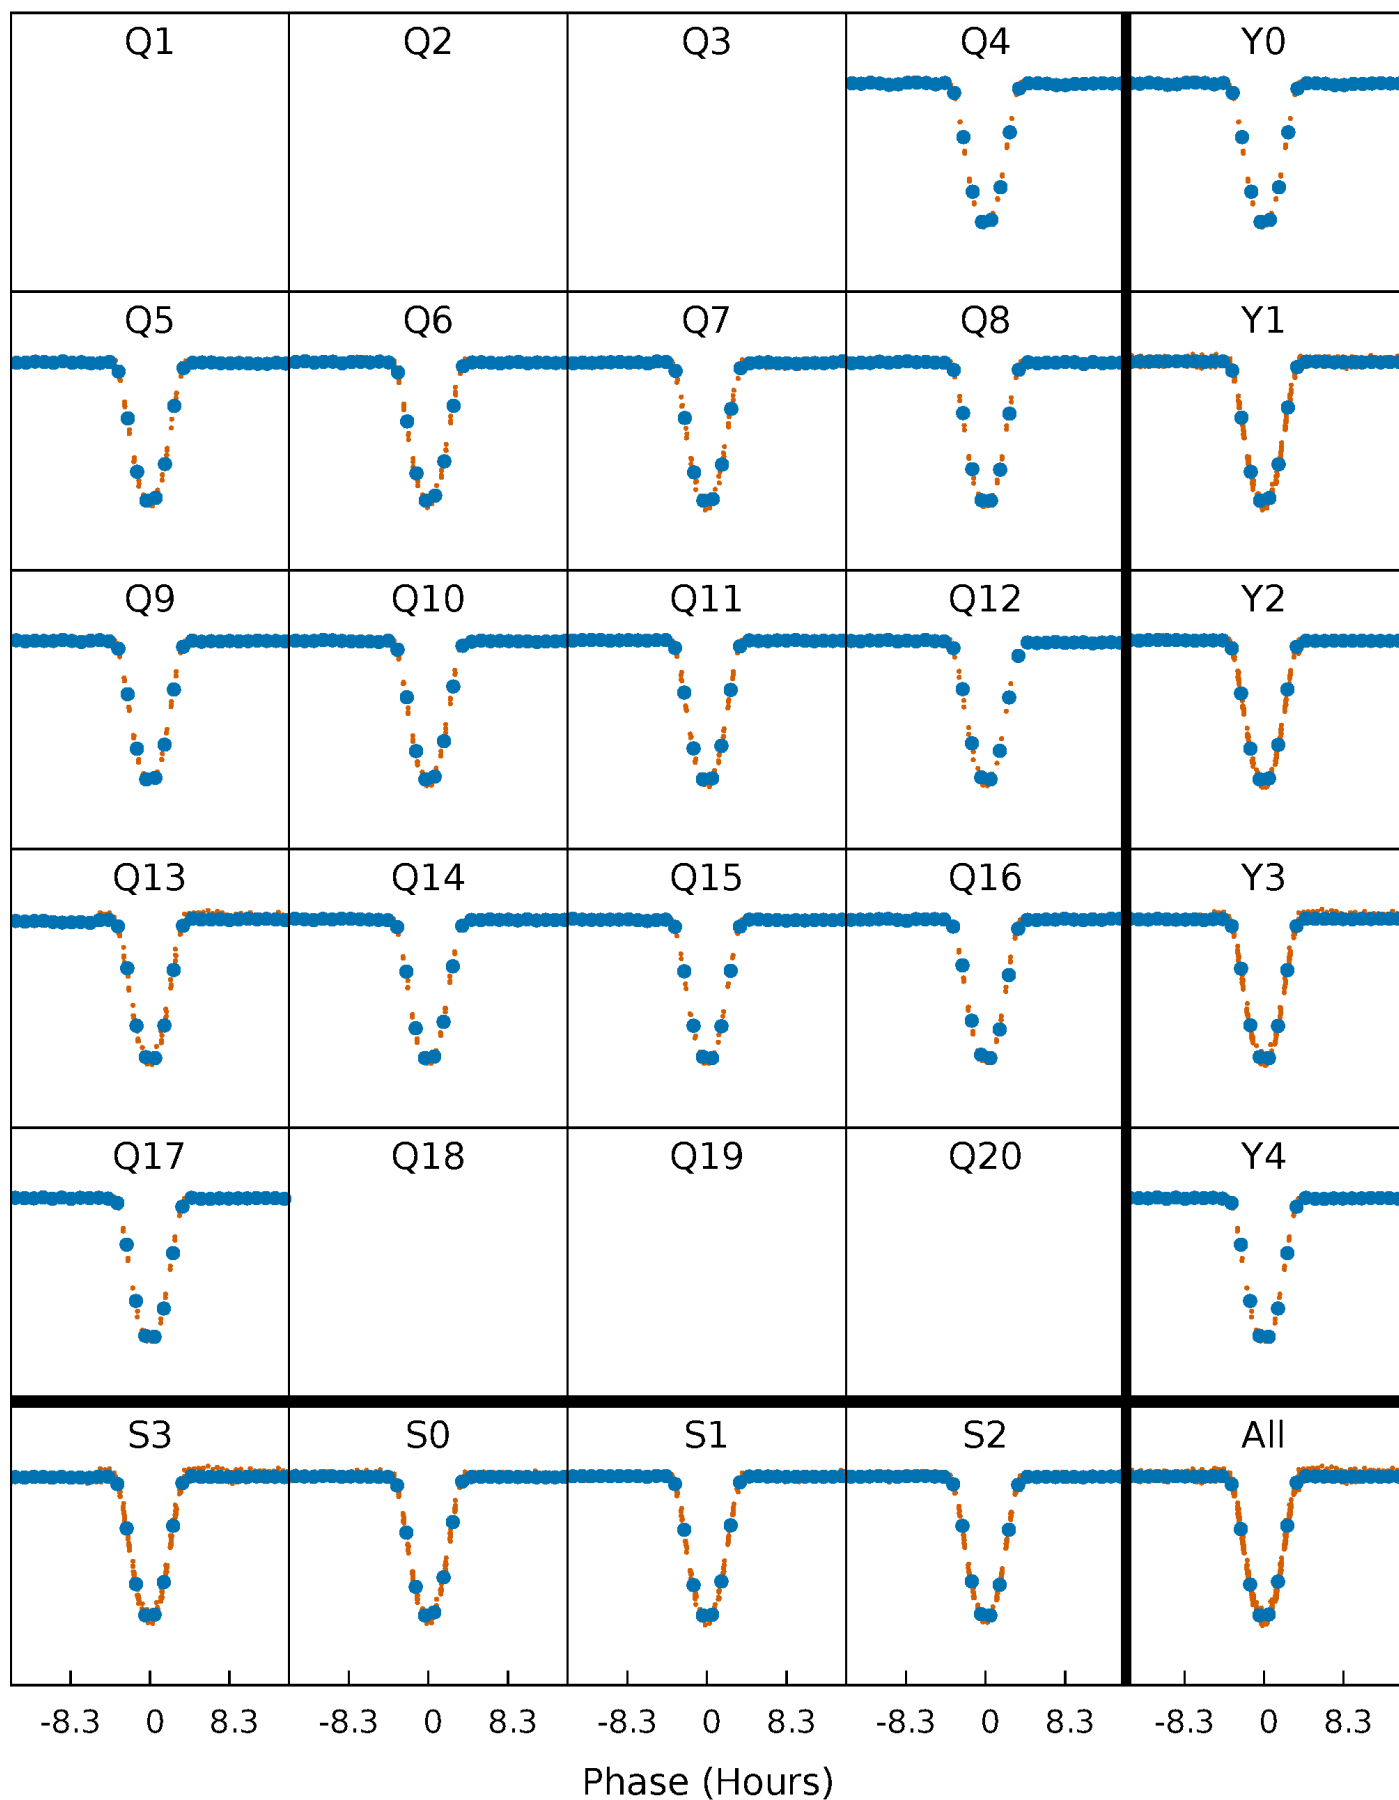 Q1 Q2 Q3 Q4 Y0
Q5 Q6 Q7 Q8 Y1
Q9 Q10 Q11 Q12 Y2
Q13 Q14 Q15 Q16 Y3
Q17 Q18 Q19 Q20 Y4
S3 S0 S1 S2 All
-8.3 0 8.3 -8.3 0 8.3 -8.3 0 8.3 -8.3 0 8.3 -8.3 0 8.3
Phase (Hours)